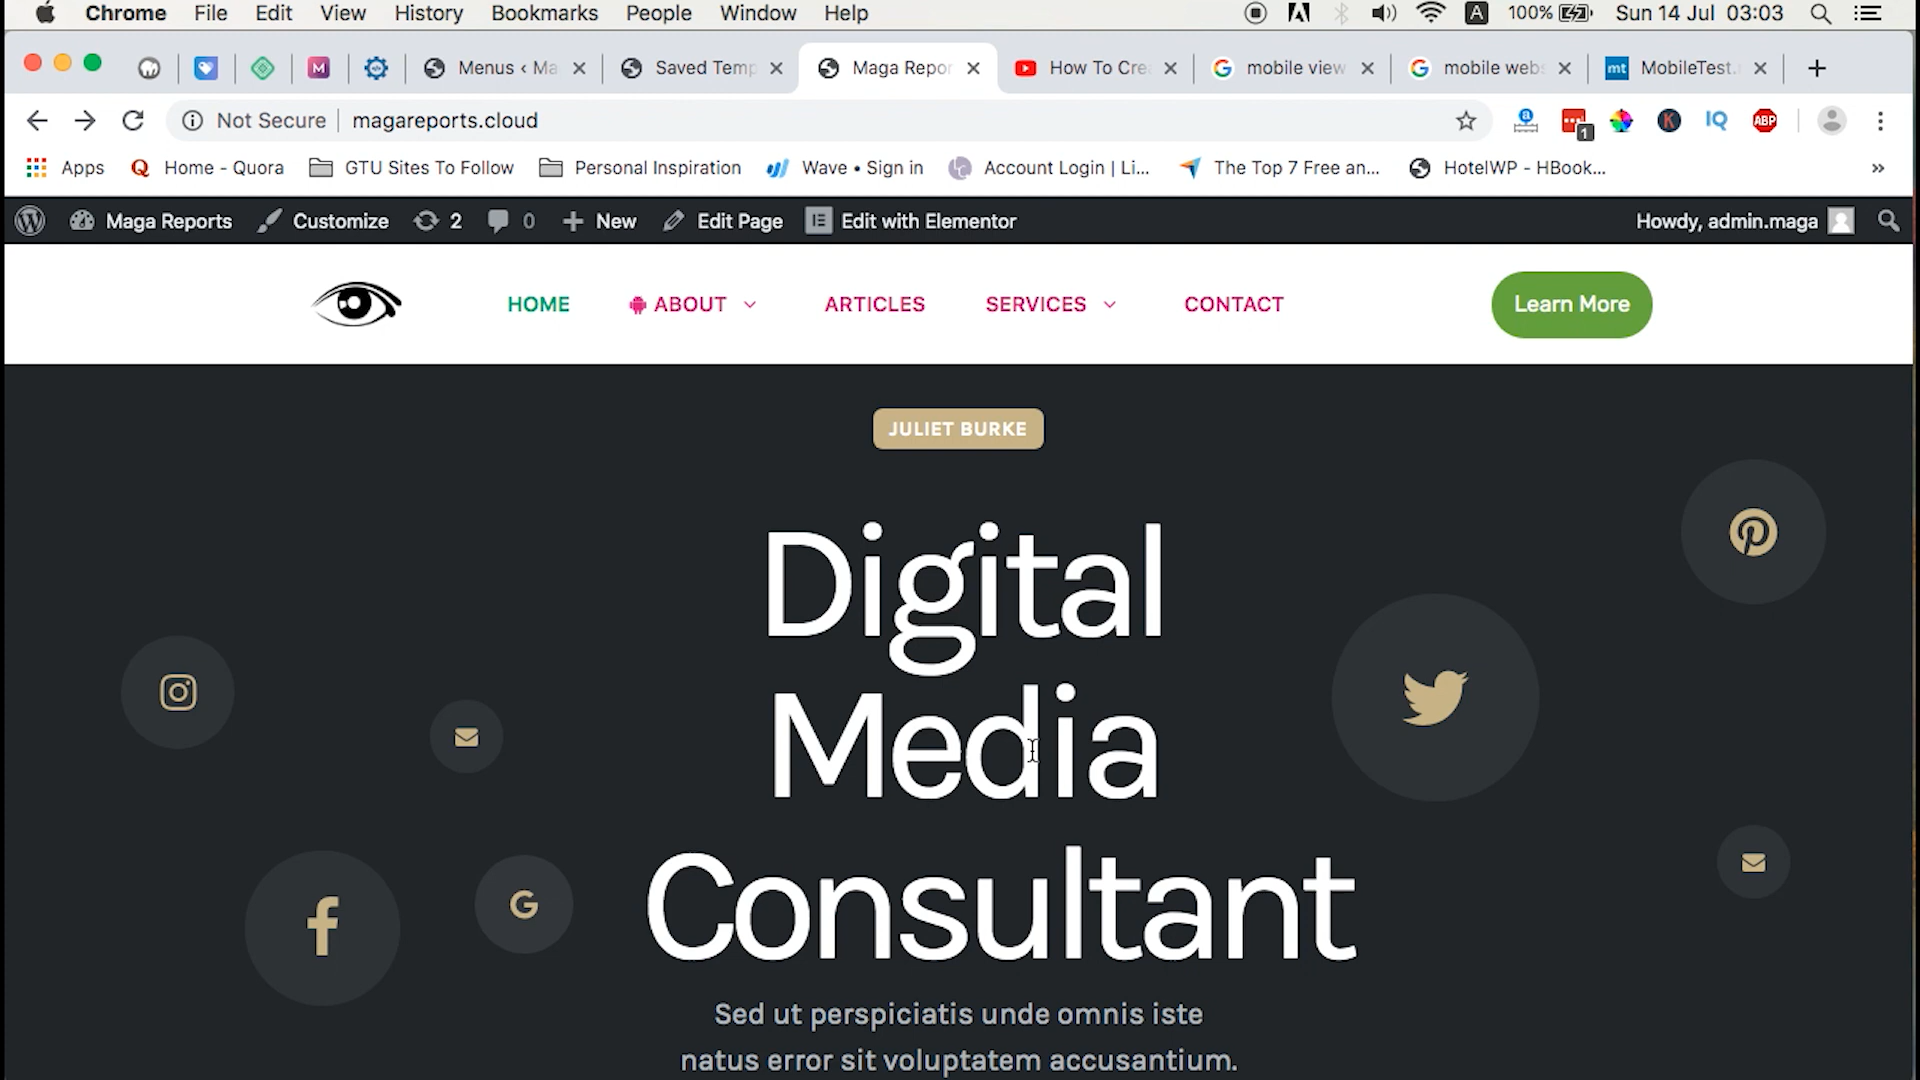 Chrome File Edit View History Bookmarks People Window Help A 100% Sun 14 Jul 03:03
M Menus ‹ Ma Saved Temp Maga Repor How To Cre mobile view mobile web mt MobileTest.
Not Secure magareports.cloud a 1 K IQ ABP
Apps Home - Quora GTU Sites To Follow Personal Inspiration Wave • Sign in Account Login | Li... The Top 7 Free an... HotelWP - HBook... »
Maga Reports Customize 2 0 New Edit Page Edit with Elementor Howdy, admin.maga
HOME ABOUT ARTICLES SERVICES CONTACT Learn More
JULIET BURKE
Digital
Media
Consultant
Sed ut perspiciatis unde omnis iste
natus error sit voluptatem accusantium.